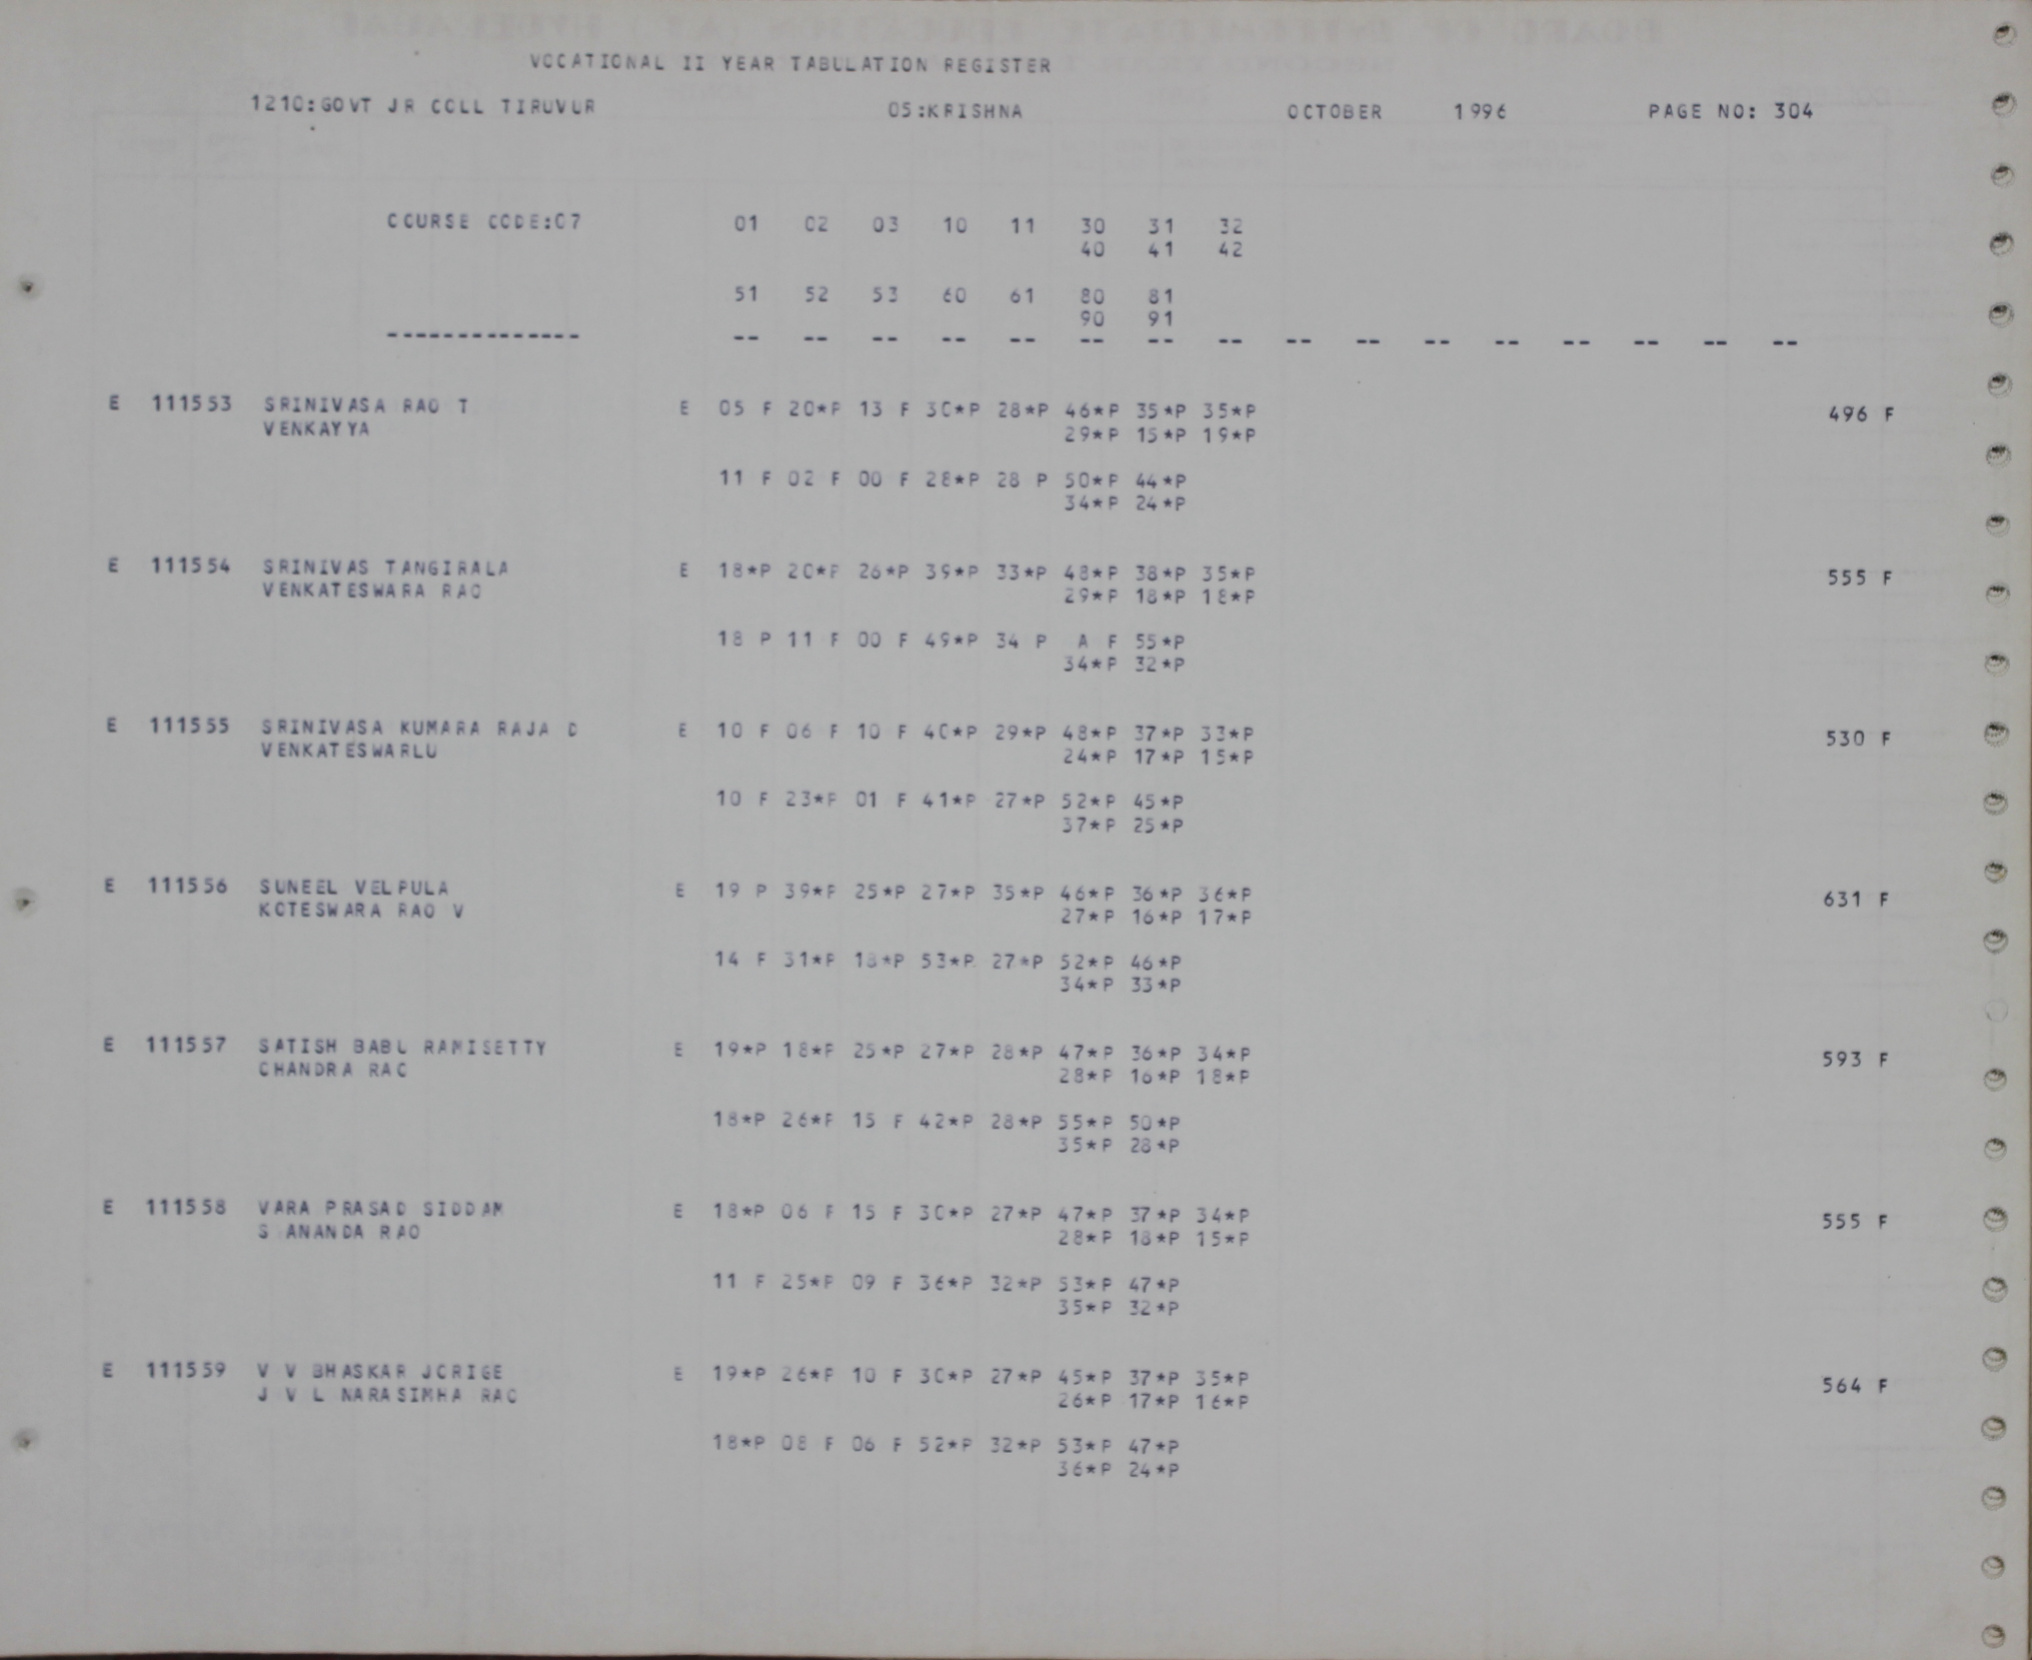 VOCATIONAL II YEAR TABULATION REGISTER
1210:GOVT JR COLL TIRUVUR 05:KRISHNA OCTOBER 1996 PAGE NO: 304
COURSE CODE:07 01 02 03 10 11 30 31 32
40 41 42
51 52 53 60 61 80 81
90 91
-------------- -- -- -- -- -- -- -- -- -- -- -- -- -- -- -- --
E 111553 SRINIVASA RAO T E 05 F 20*P 13 F 30*P 28*P 46*P 35*P 35*P 496 F
VENKAYYA 29*P 15*P 19*P
11 F 02 F 00 F 28*P 28 P 50*P 44*P
34*P 24*P
E 111554 SRINIVAS TANGIRALA E 18*P 20*P 26*P 39*P 33*P 48*P 38*P 35*P 555 F
VENKATESWARA RAO 29*P 18*P 18*P
18 P 11 F 00 F 49*P 34 P A F 55*P
34*P 32*P
E 111555 SRINIVASA KUMARA RAJA D E 10 F 06 F 10 F 40*P 29*P 48*P 37*P 33*P 530 F
VENKATESWARLU 24*P 17*P 15*P
10 F 23*P 01 F 41*P 27*P 52*P 45*P
37*P 25*P
E 111556 SUNEEL VELPULA E 19 P 39*P 25*P 27*P 35*P 46*P 36*P 36*P 631 F
KOTESWARA RAO V 27*P 16*P 17*P
14 F 31*P 18*P 53*P 27*P 52*P 46*P
34*P 33*P
E 111557 SATISH BABU RAMISETTY E 19*P 18*P 25*P 27*P 28*P 47*P 36*P 34*P 593 F
CHANDRA RAO 28*P 16*P 18*P
18*P 26*P 15 F 42*P 28*P 55*P 50*P
35*P 28*P
E 111558 VARA PRASAD SIDDAM E 18*P 06 F 15 F 30*P 27*P 47*P 37*P 34*P 555 F
S ANANDA RAO 28*P 18*P 15*P
11 F 25*P 09 F 36*P 32*P 53*P 47*P
35*P 32*P
E 111559 V V BHASKAR JORIGE E 19*P 26*P 10 F 30*P 27*P 45*P 37*P 35*P 564 F
J V L NARASIMHA RAO 26*P 17*P 16*P
18*P 08 F 06 F 52*P 32*P 53*P 47*P
36*P 24*P